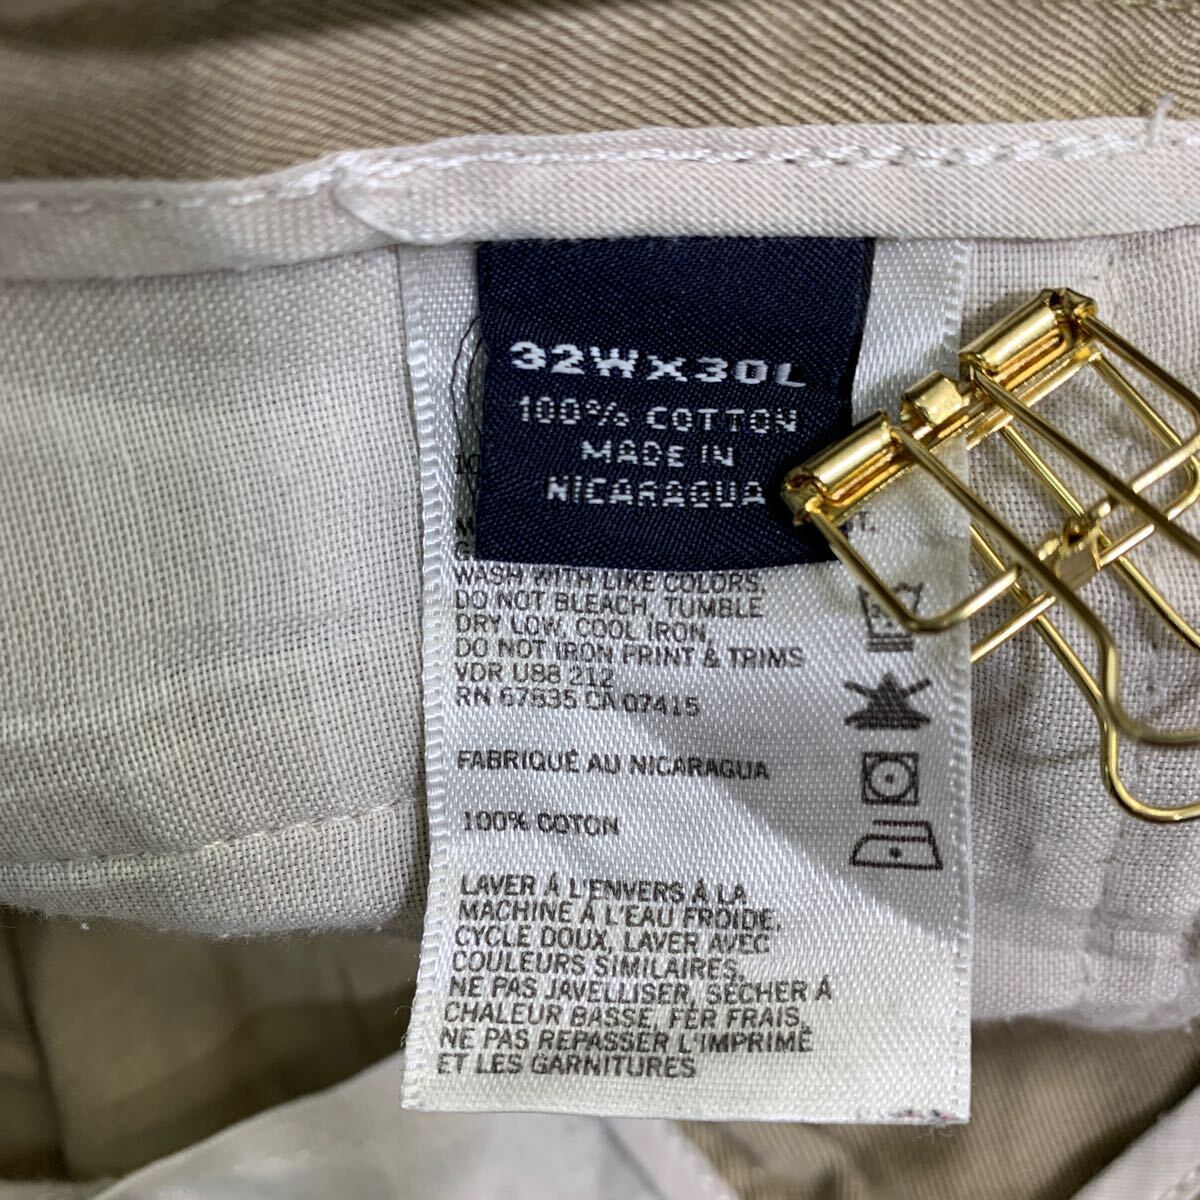 32WX30L
100% COTTON
MADE IN
NICARAGUA
WASH WITH LIKE COLORS.
DO NOT BLEACH, TUMBLE
DRY LOW, COOL IRON,
DO NOT IRON PRINT & TRIMS
VDR U88 212
RN 67835 CA 07415
FABRIQUÉ AU NICARAGUA
100% COTON
LAVER À L'ENVERS À LA
MACHINE À L'EAU FROIDE,
CYCLE DOUX, LAVER AVEC
COULEURS SIMILAIRES,
NE PAS JAVELLISER, SÉCHER À
CHALEUR BASSE, FER FRAIS,
NE PAS REPASSER L'IMPRIMÉ
ET LES GARNITURES